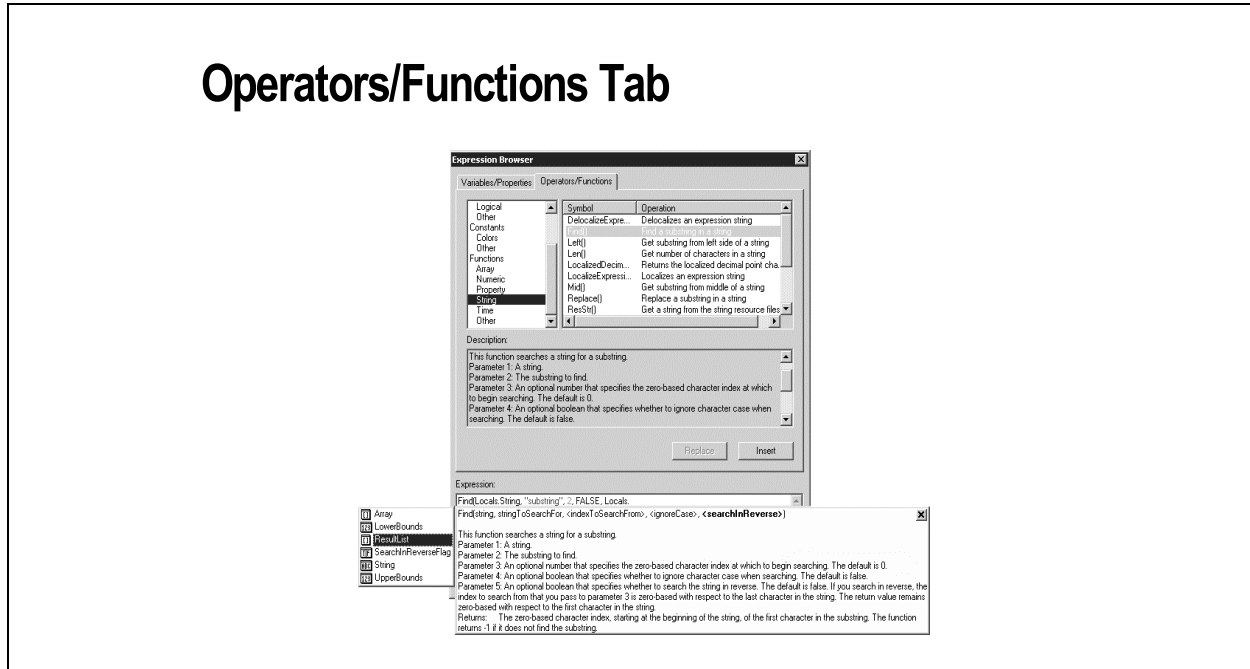 Operators/Functions Tab
Expression Browser
Variables/Properties
Operators/Functions
Logical
Other
Constants
Colors
Other
Functions
Array
Numeric
Property
String
Time
Other
Symbol Operation
DelocalizeExpre... Delocalizes an expression string
Find() Find a substring in a string
Left() Get substring from left side of a string
Len() Get number of characters in a string
LocalizedDecim... Returns the localized decimal point cha
LocalizeExpressi... Localizes an expression string
Mid() Get substring from middle of a string
Replace() Replace a substring in a string
ResStr() Get a string from the string resource files
Description:
This function searches a string for a substring.
Parameter 1: A string.
Parameter 2: The substring to find.
Parameter 3: An optional number that specifies the zero-based character index at which
to begin searching. The default is 0.
Parameter 4: An optional boolean that specifies whether to ignore character case when
searching. The default is false.
Replace
Insert
Expression:
Find(Locals.String, "substring", 2, FALSE, Locals.
Array
LowerBounds
ResultList
SearchInReverseFlag
String
UpperBounds
Find(string, stringToSearchFor, <indexToSearchFrom>, <ignoreCase>, <searchInReverse>)
This function searches a string for a substring.
Parameter 1: A string.
Parameter 2: The substring to find.
Parameter 3: An optional number that specifies the zero-based character index at which to begin searching. The default is 0.
Parameter 4: An optional boolean that specifies whether to ignore character case when searching. The default is false.
Parameter 5: An optional boolean that specifies whether to search the string in reverse. The default is false. If you search in reverse, the
index to search from that you pass to parameter 3 is zero-based with respect to the last character in the string. The return value remains
zero-based with respect to the first character in the string.
Returns: The zero-based character index, starting at the beginning of the string, of the first character in the substring. The function
returns -1 if it does not find the substring.